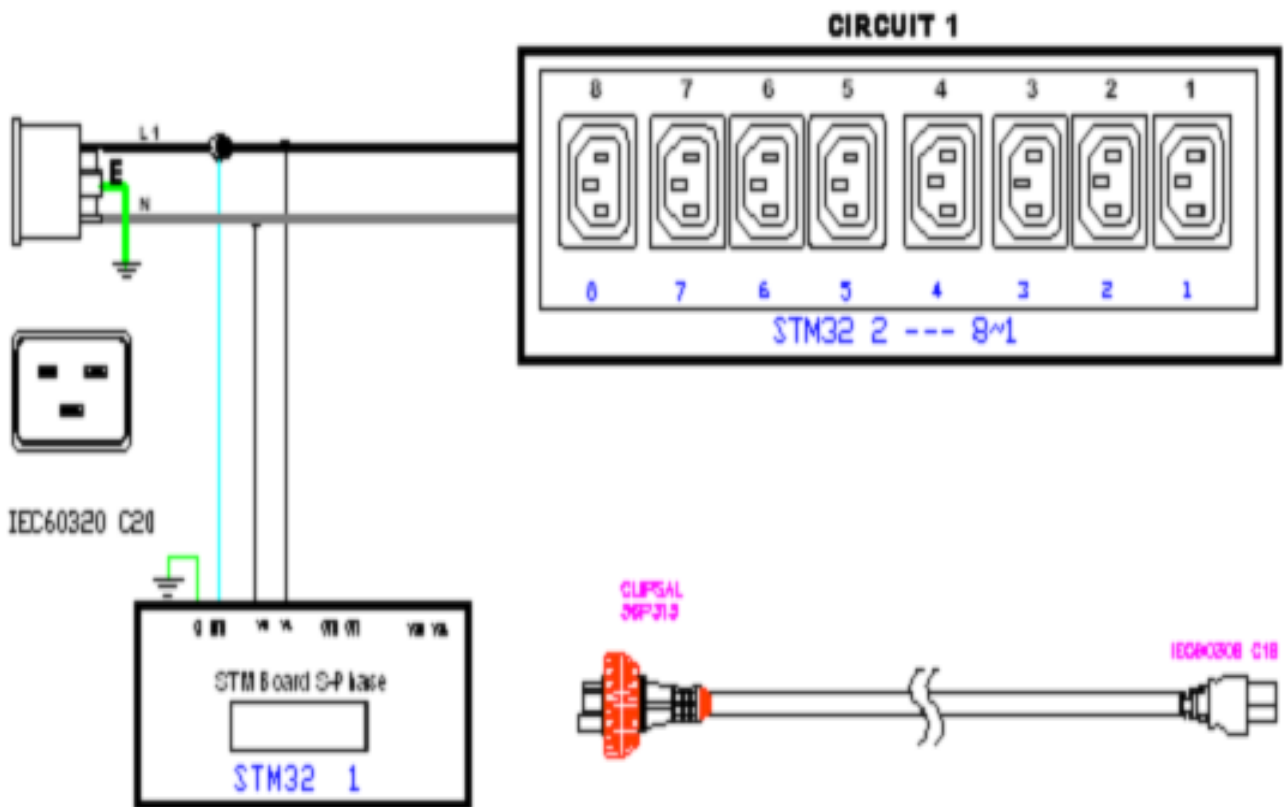 CIRCUIT 1
8 7 6 5 4 3 2 1
L1
E
N
8 7 6 5 4 3 2 1
STM32 2 --- 8~1
IEC60320 C20
CLIPSAL
STM Board S-Phase
STM32 1